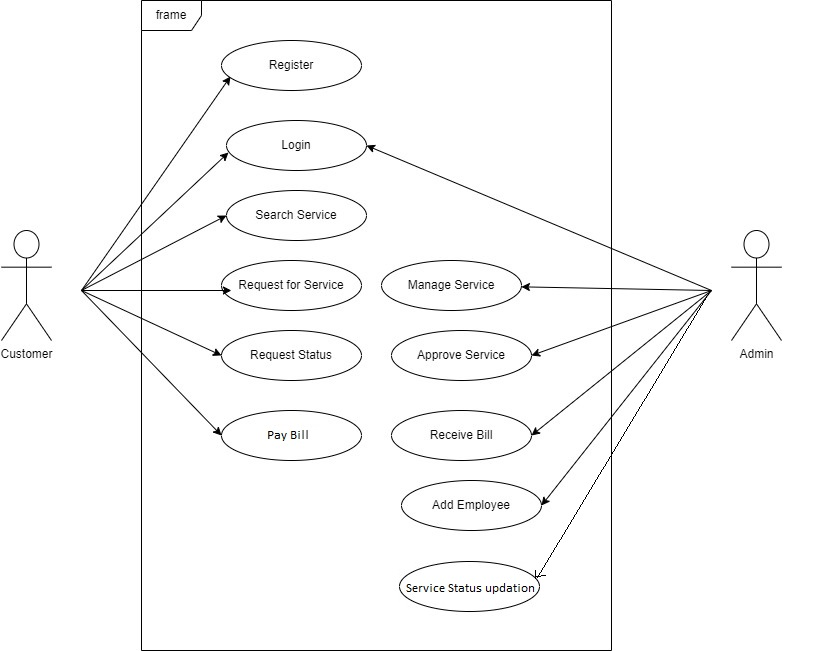 frame
Register
Login
Search Service
Request for Service
Manage Service
Request Status
Approve Service
Customer
Admin
Pay Bill
Receive Bill
Add Employee
Service Status updation